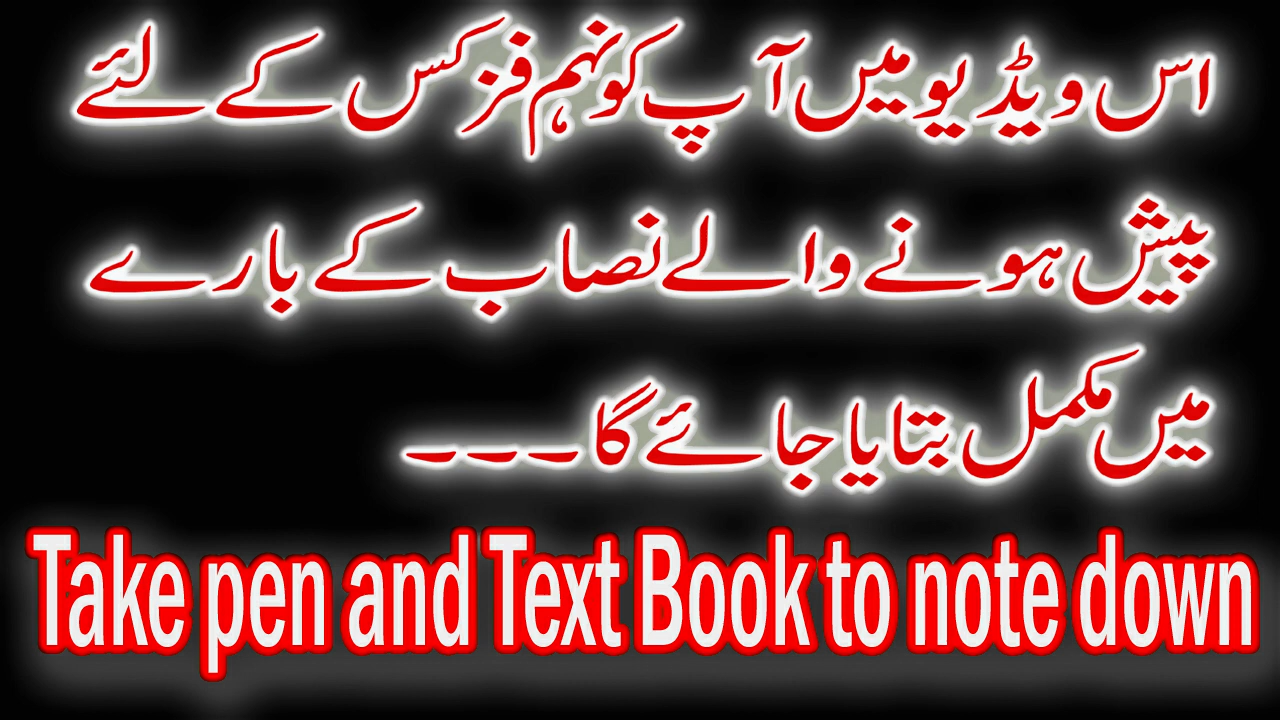 اس ویڈیو میں آپ کو نہم فزکس کے لئے
پیش ہونے والے نصاب کے بارے
میں مکمل بتایا جائے گا۔۔۔
Take pen and Text Book to note down